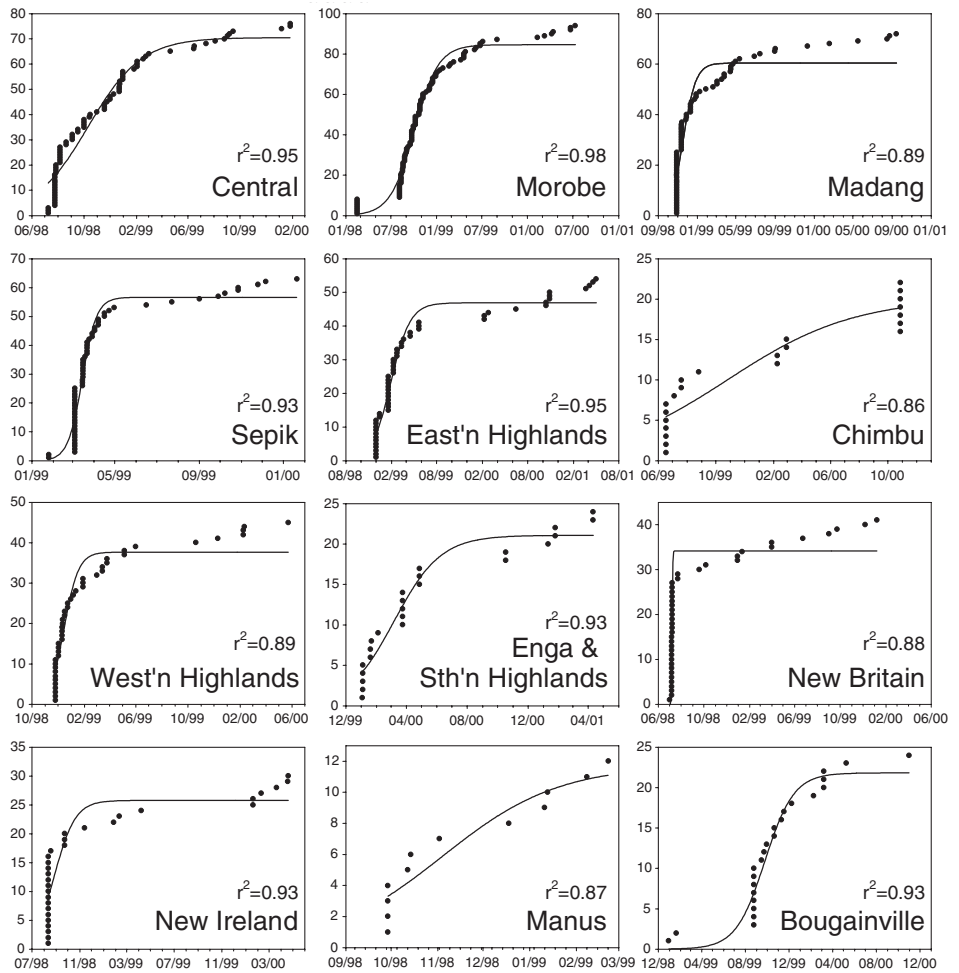 80
70
60
50
40
30
20
10
0
06/98 10/98 02/99 06/99 10/99 02/00
r2=0.95
Central
100
80
60
40
20
0
01/98 07/98 01/99 07/99 01/00 07/00 01/01
r2=0.98
Morobe
80
60
40
20
0
09/98 01/99 05/99 09/99 01/00 05/00 09/00 01/01
r2=0.89
Madang
70
60
50
40
30
20
10
0
01/99 05/99 09/99 01/00
r2=0.93
Sepik
60
50
40
30
20
10
0
08/98 02/99 08/99 02/00 08/00 02/01 08/01
r2=0.95
East'n Highlands
25
20
15
10
5
0
06/99 10/99 02/00 06/00 10/00
r2=0.86
Chimbu
50
40
30
20
10
0
10/98 02/99 06/99 10/99 02/00 06/00
r2=0.89
West'n Highlands
25
20
15
10
5
0
12/99 04/00 08/00 12/00 04/01
r2=0.93
Enga &
Sth'n Highlands
40
30
20
10
0
06/98 10/98 02/99 06/99 10/99 02/00 06/00
r2=0.88
New Britain
35
30
25
20
15
10
5
0
07/98 11/98 03/99 07/99 11/99 03/00
r2=0.93
New Ireland
12
10
8
6
4
2
0
09/98 10/98 11/98 12/98 01/99 02/99 03/99
r2=0.87
Manus
25
20
15
10
5
0
12/98 04/99 08/99 12/99 04/00 08/00 12/00
r2=0.93
Bougainville